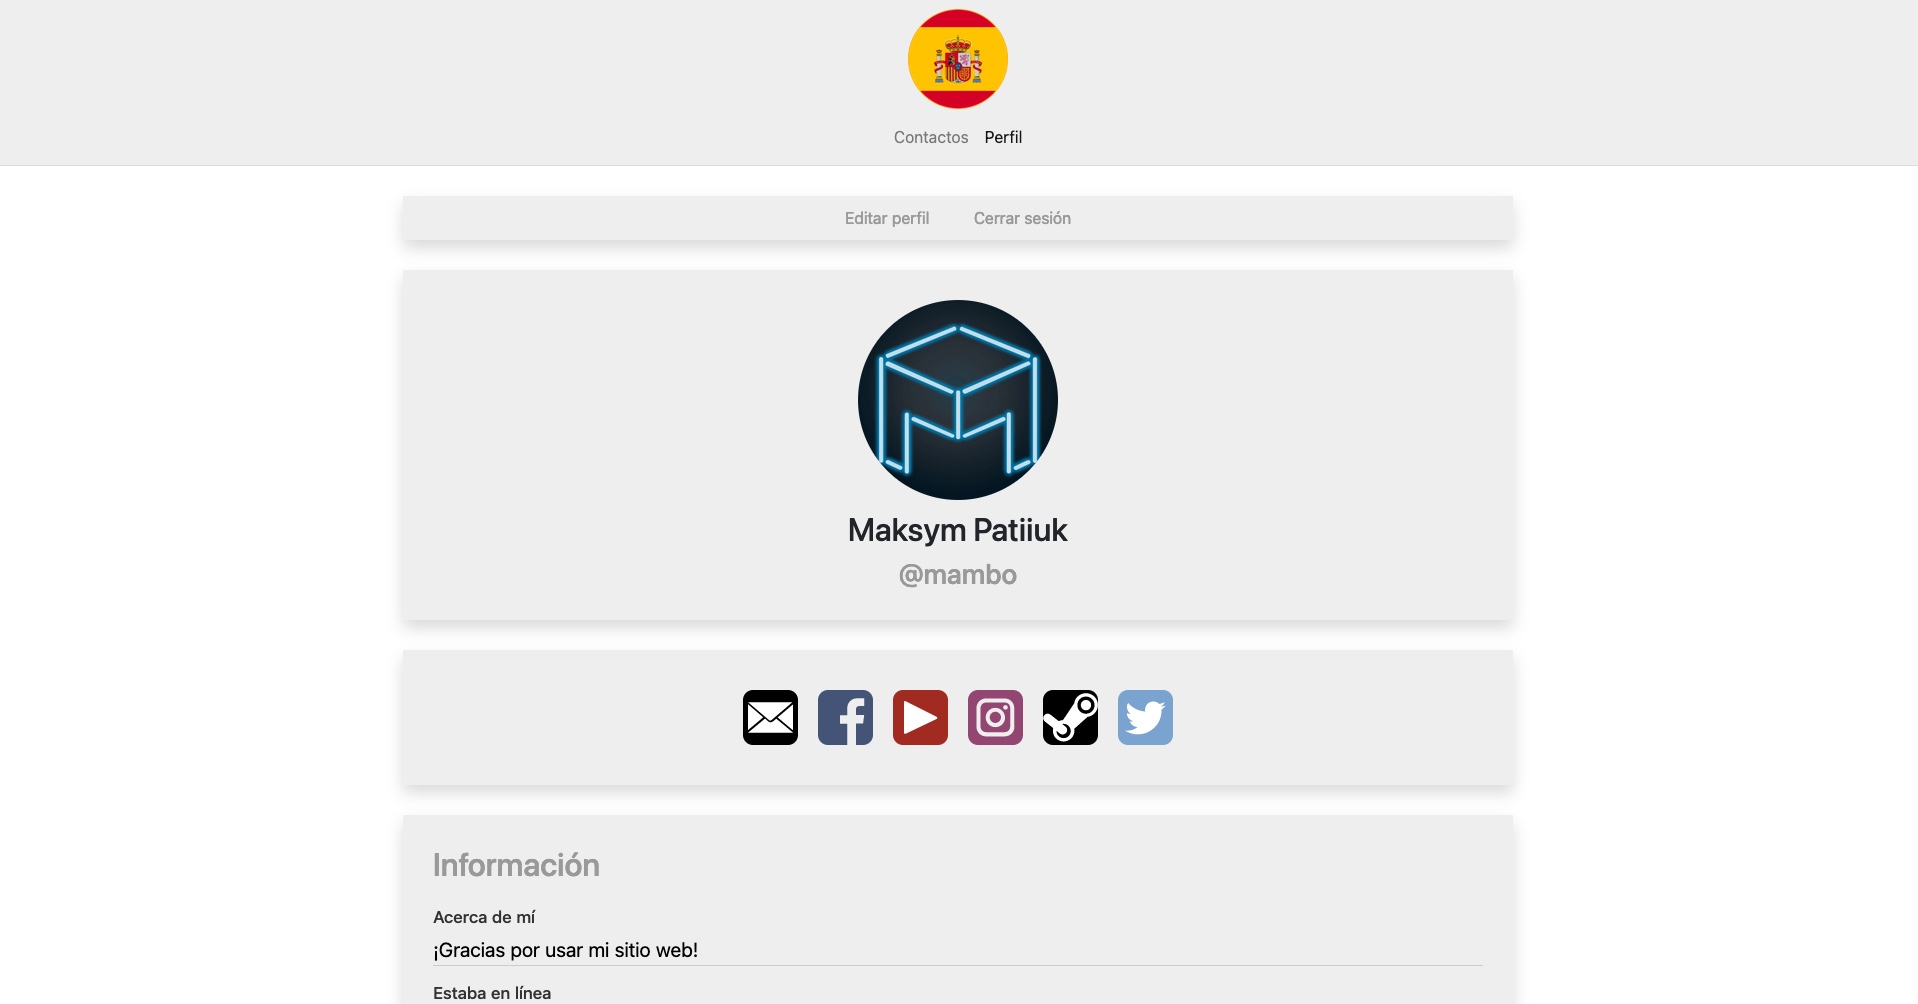 Contactos Perfil
Editar perfil Cerrar sesión
Maksym Patiiuk
@mambo
Información
Acerca de mí
¡Gracias por usar mi sitio web!
Estaba en línea